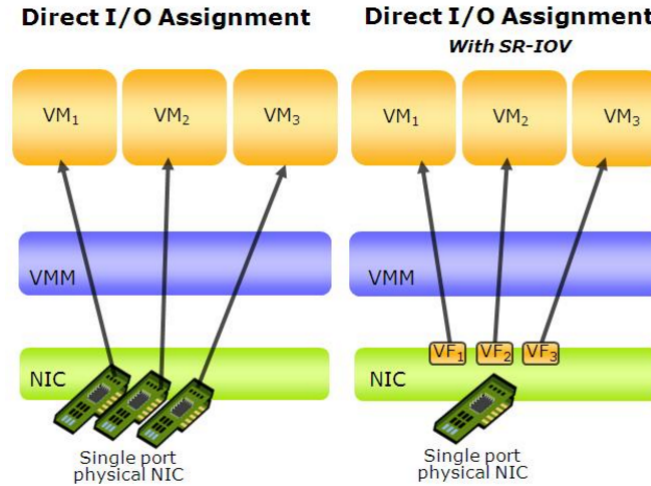 Direct I/O Assignment
VM₁
VM₂
VM₃
VMM
NIC
Single port
physical NIC
Direct I/O Assignment
With SR-IOV
VM₁
VM₂
VM₃
VMM
VF₁
VF₂
VF₃
NIC
Single port
physical NIC